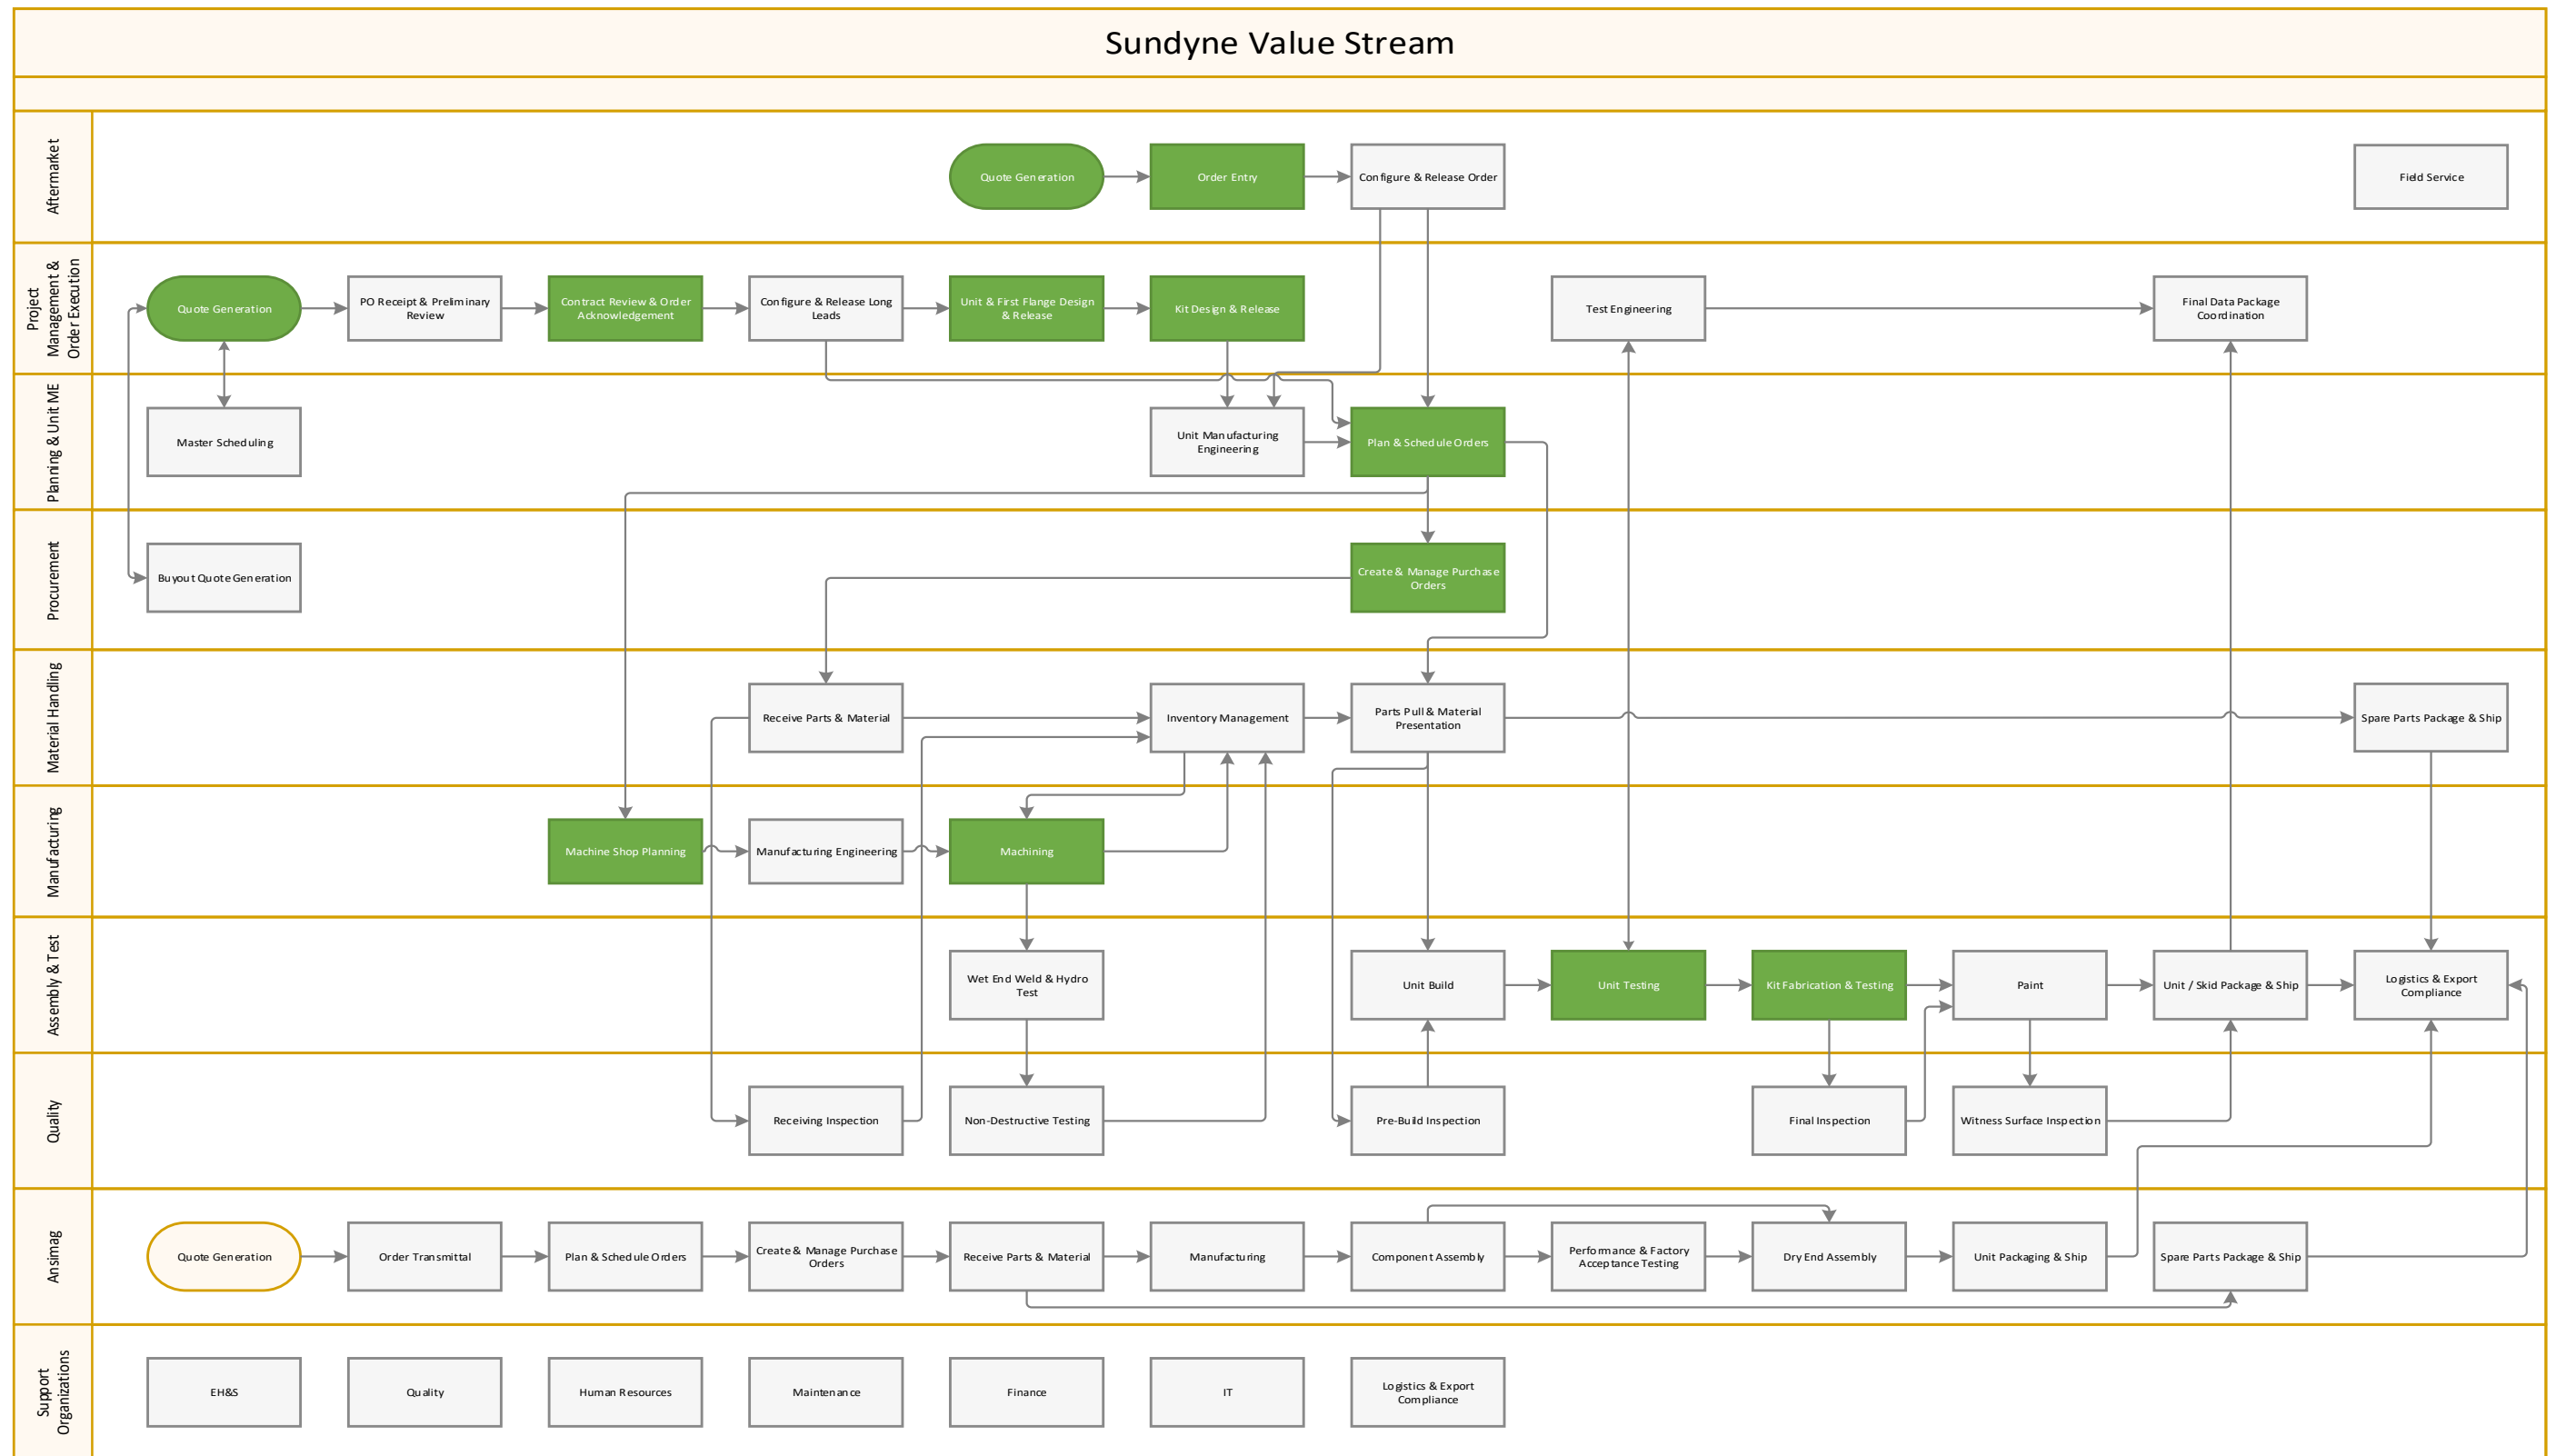 Sundyne Value Stream
Aftermarket
Quote Generation
Order Entry
Configure & Release Order
Field Service
Project
Management &
Order Execution
Quote Generation
PO Receipt & Preliminary
Review
Contract Review & Order
Acknowledgement
Configure & Release Long
Leads
Unit & First Flange Design
& Release
Kit Design & Release
Test Engineering
Final Data Package
Coordination
Planning & Unit ME
Master Scheduling
Unit Manufacturing
Engineering
Plan & Schedule Orders
Procurement
Buyout Quote Generation
Create & Manage Purchase
Orders
Material Handling
Receive Parts & Material
Inventory Management
Parts Pull & Material
Presentation
Spare Parts Package & Ship
Manufacturing
Machine Shop Planning
Manufacturing Engineering
Machining
Assembly & Test
Wet End Weld & Hydro
Test
Unit Build
Unit Testing
Kit Fabrication & Testing
Paint
Unit / Skid Package & Ship
Logistics & Export
Compliance
Quality
Receiving Inspection
Non-Destructive Testing
Pre-Build Inspection
Final Inspection
Witness Surface Inspection
Ansimag
Quote Generation
Order Transmittal
Plan & Schedule Orders
Create & Manage Purchase
Orders
Receive Parts & Material
Manufacturing
Component Assembly
Performance & Factory
Acceptance Testing
Dry End Assembly
Unit Packaging & Ship
Spare Parts Package & Ship
Support
Organizations
EH&S
Quality
Human Resources
Maintenance
Finance
IT
Logistics & Export
Compliance